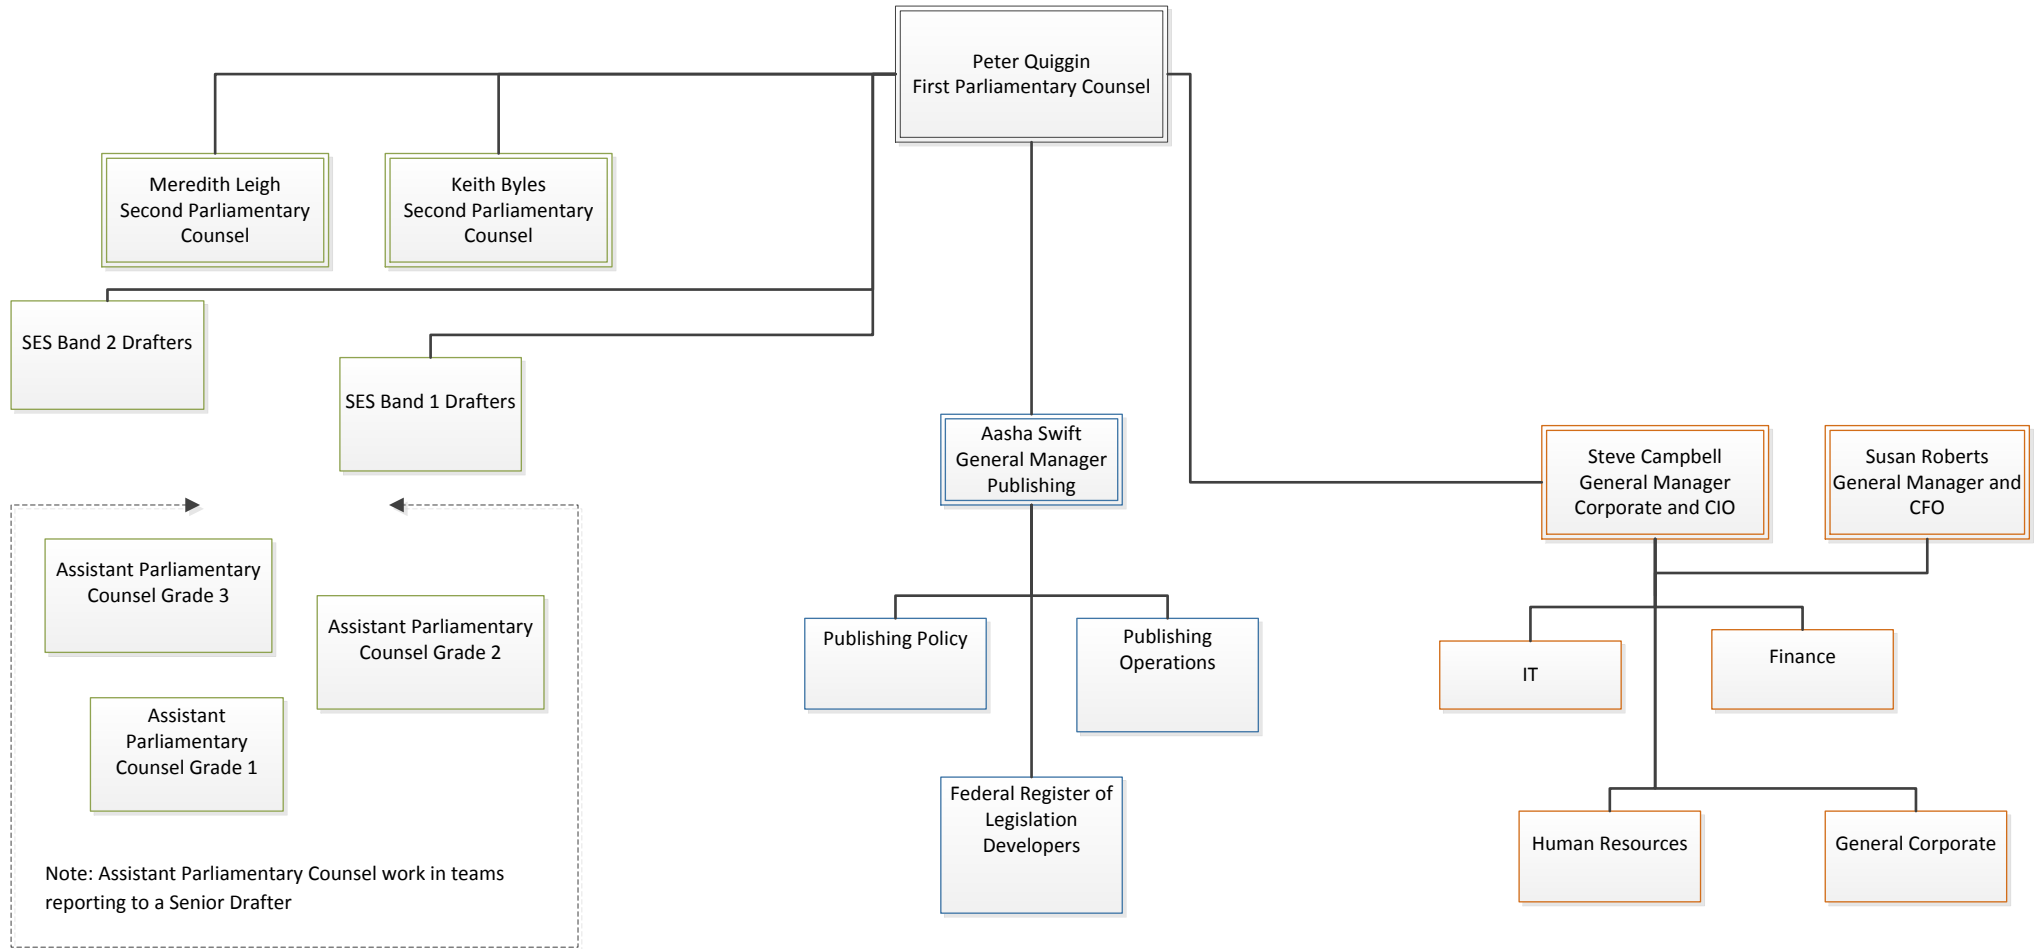 Peter Quiggin
First Parliamentary Counsel
Meredith Leigh
Second Parliamentary
Counsel
Keith Byles
Second Parliamentary
Counsel
SES Band 2 Drafters
SES Band 1 Drafters
Aasha Swift
General Manager
Publishing
Steve Campbell
General Manager
Corporate and CIO
Susan Roberts
General Manager and
CFO
Assistant Parliamentary
Counsel Grade 3
Assistant Parliamentary
Counsel Grade 2
Assistant
Parliamentary
Counsel Grade 1
Note: Assistant Parliamentary Counsel work in teams
reporting to a Senior Drafter
Publishing Policy
Publishing
Operations
Federal Register of
Legislation
Developers
IT
Finance
Human Resources
General Corporate